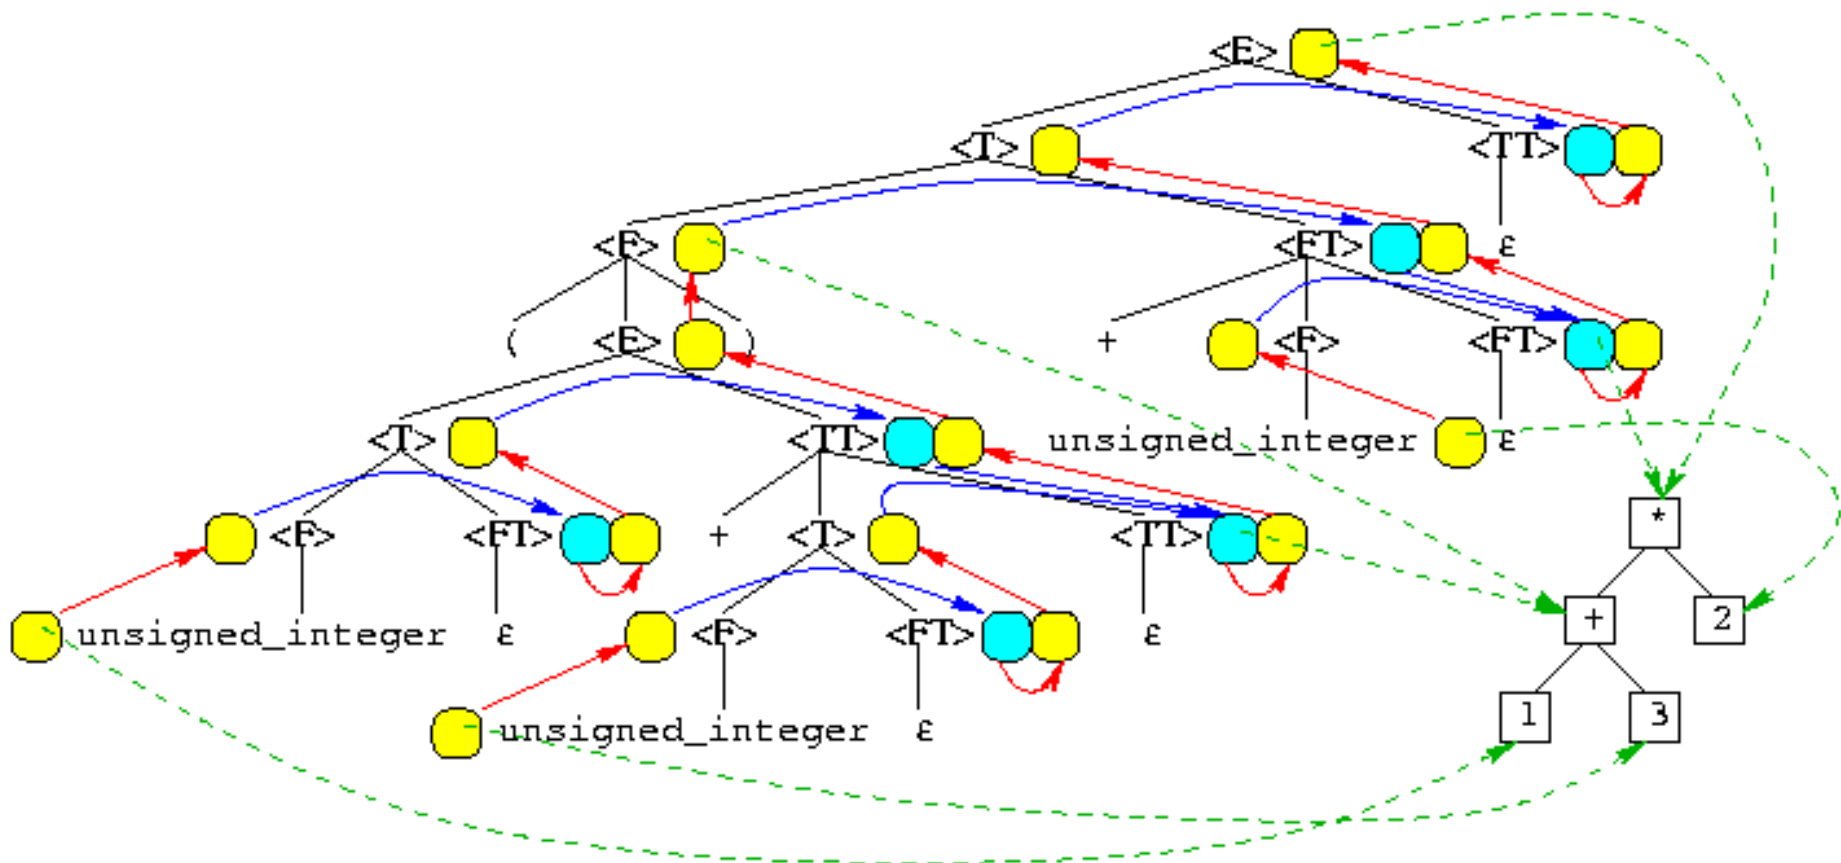 <E>
<T> <TT>
<F> <FT> ε
( <E> ) + <F> <FT>
<T> <TT> unsigned_integer ε
<F> <FT> + <T> <TT> *
unsigned_integer ε <F> <FT> ε + 2
unsigned_integer ε 1 3